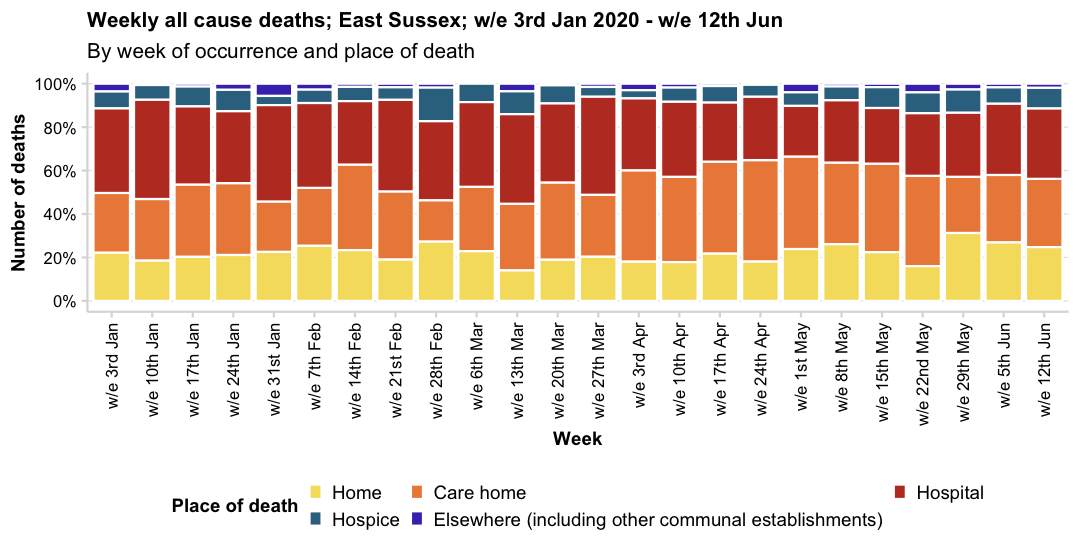 Weekly all cause deaths; East Sussex; w/e 3rd Jan 2020 - w/e 12th Jun
By week of occurrence and place of death
Number of deaths
100%
80%
60%
40%
20%
0%
w/e 3rd Jan
w/e 10th Jan
w/e 17th Jan
w/e 24th Jan
w/e 31st Jan
w/e 7th Feb
w/e 14th Feb
w/e 21st Feb
w/e 28th Feb
w/e 6th Mar
w/e 13th Mar
w/e 20th Mar
w/e 27th Mar
w/e 3rd Apr
w/e 10th Apr
w/e 17th Apr
w/e 24th Apr
w/e 1st May
w/e 8th May
w/e 15th May
w/e 22nd May
w/e 29th May
w/e 5th Jun
w/e 12th Jun
Week
Place of death
Home
Care home
Hospital
Hospice
Elsewhere (including other communal establishments)